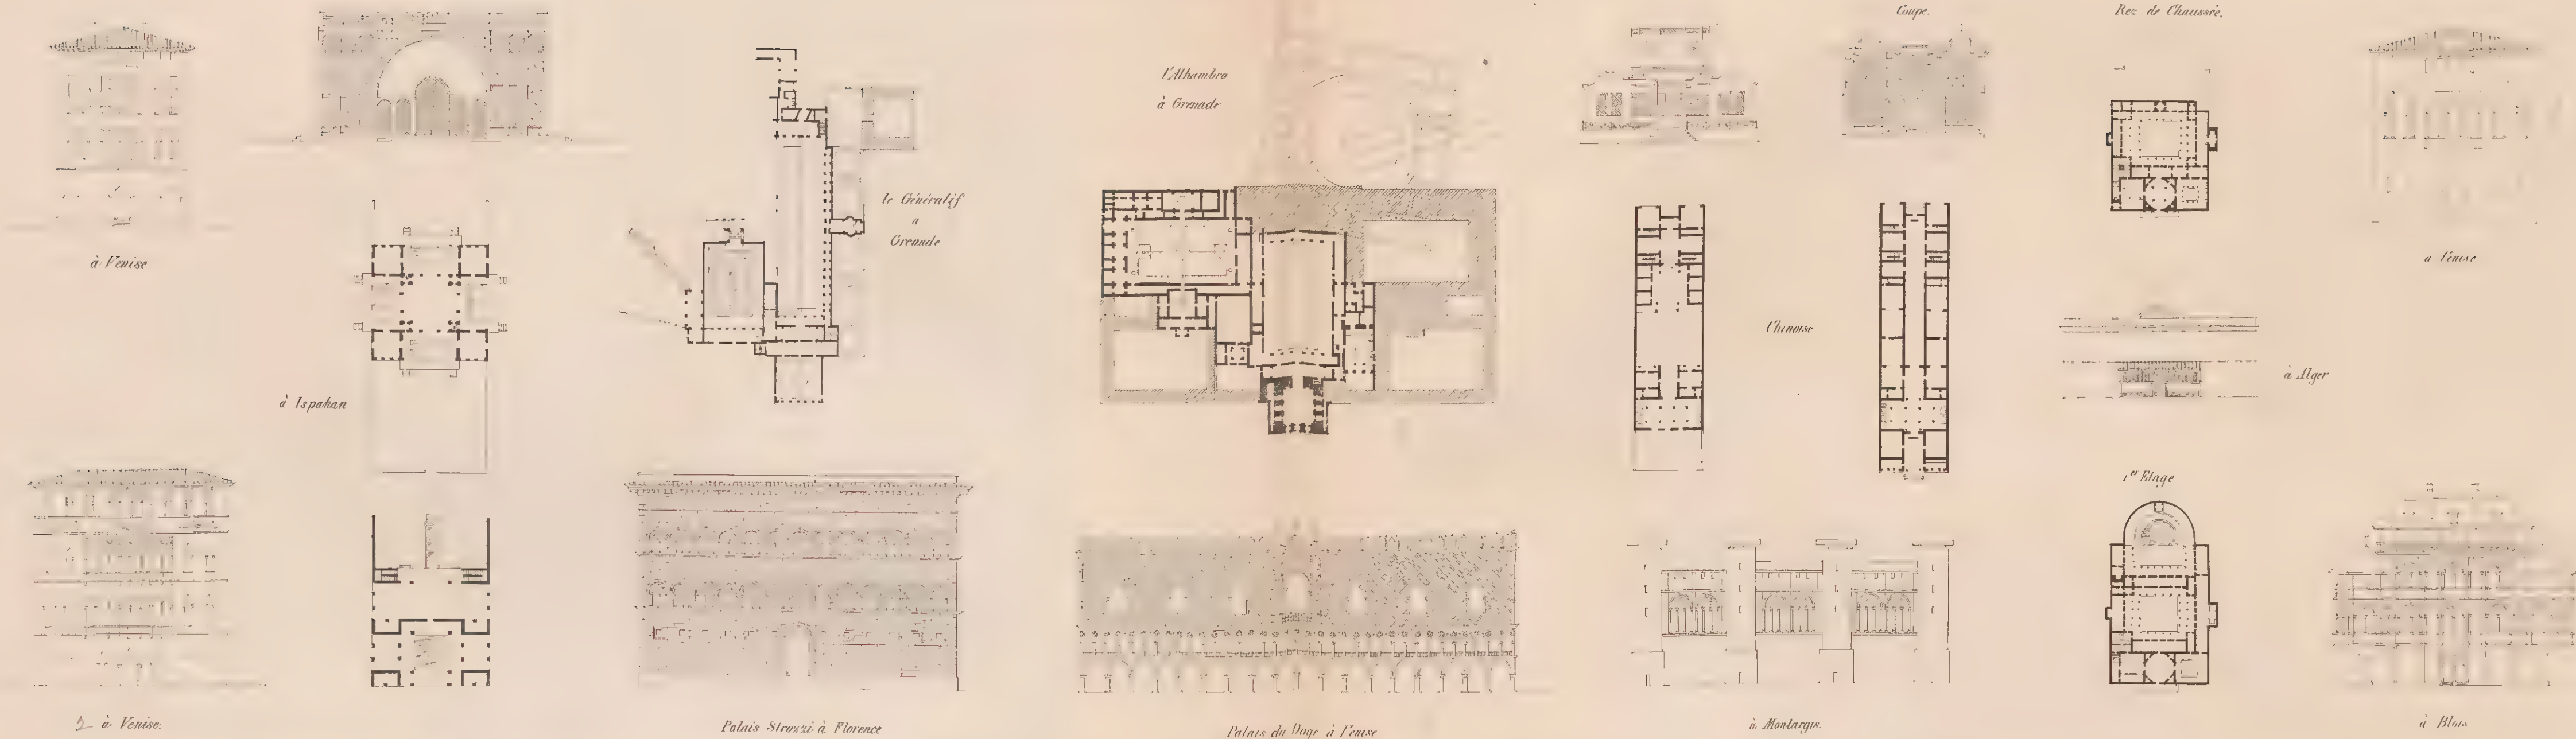 Coupe.
Rez de Chaussée.
l'Alhambra
à Grenade
le Généralif
a
Grenade
à Venise
a Venise
Chinoise
à Alger
à Ispahan
1er Etage
2 à Venise.
Palais Strozzi à Florence
Palais du Doge à Venise
à Montargis.
à Blois